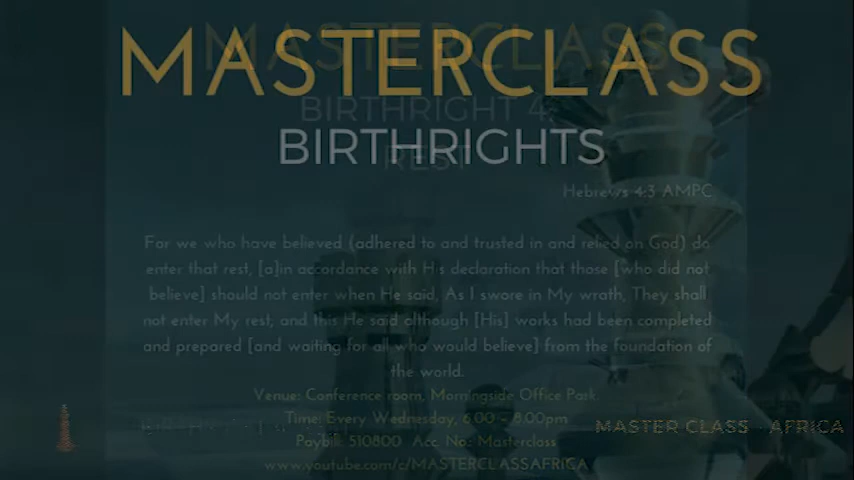 MASTERCLASS
MASTERCLASS
BIRTHRIGHT 4:
BIRTHRIGHTS
REST
Hebrews 4:3 AMPC
For we who have believed (adhered to and trusted in and relied on God) do
enter that rest, [a]in accordance with His declaration that those [who did not
believe] should not enter when He said, As I swore in My wrath, They shall
not enter My rest; and this He said although [His] works had been completed
and prepared [and waiting for all who would believe] from the foundation of
the world.
Venue: Conference room, Morningside Office Park.
Time: Every Wednesday, 6.00 - 8.00pm
Paybill: 510800 Acc. No.: Masterclass
MASTER CLASS - AFRICA
www.youtube.com/c/MASTERCLASSAFRICA